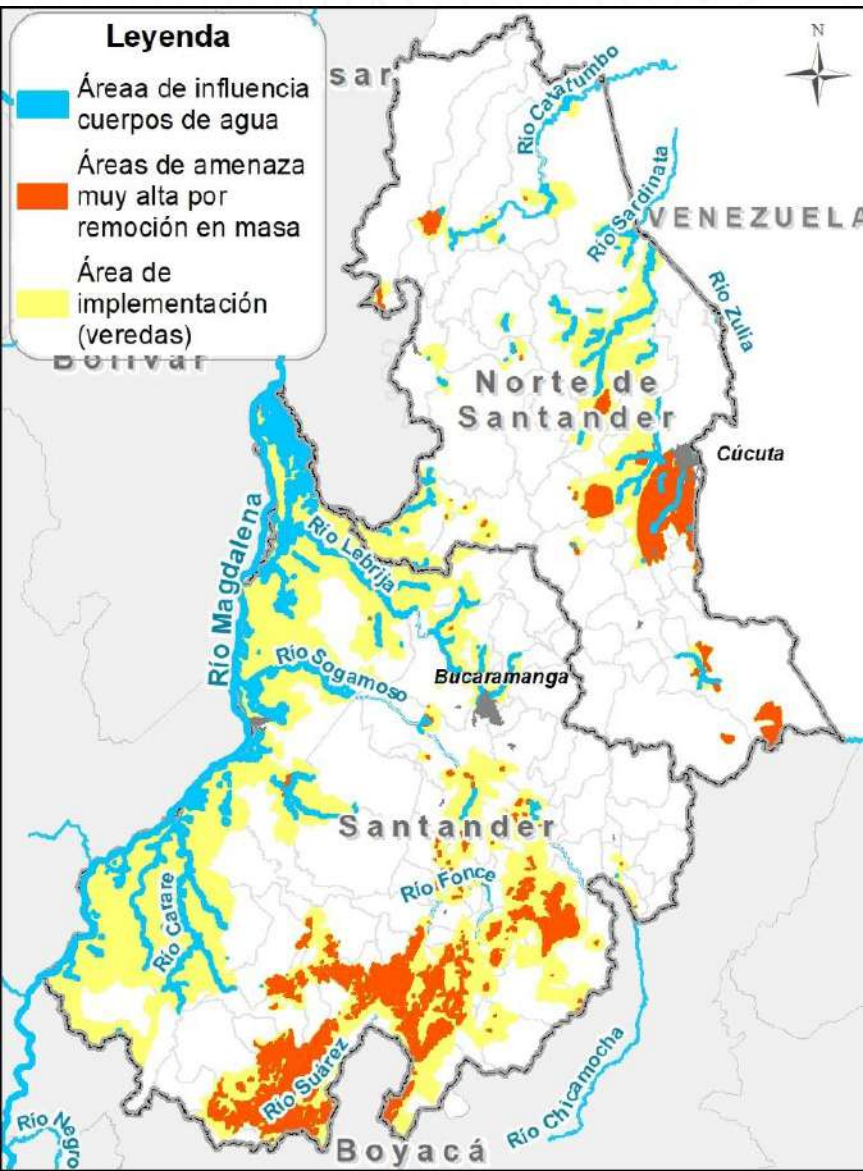 Leyenda
Áreaa de influencia
cuerpos de agua
Áreas de amenaza
muy alta por
remoción en masa
Área de
implementación
(veredas)
sar
N
Río Catatumbo
Río Sardinata
VENEZUELA
Río Zulia
Bolívar
Norte de
Santander
Cúcuta
Río Magdalena
Río Lebrija
Río Sogamoso
Bucaramanga
Santander
Río Fonce
Río Carare
Río Suárez
Río Chicamocha
Río Negro
Boyacá